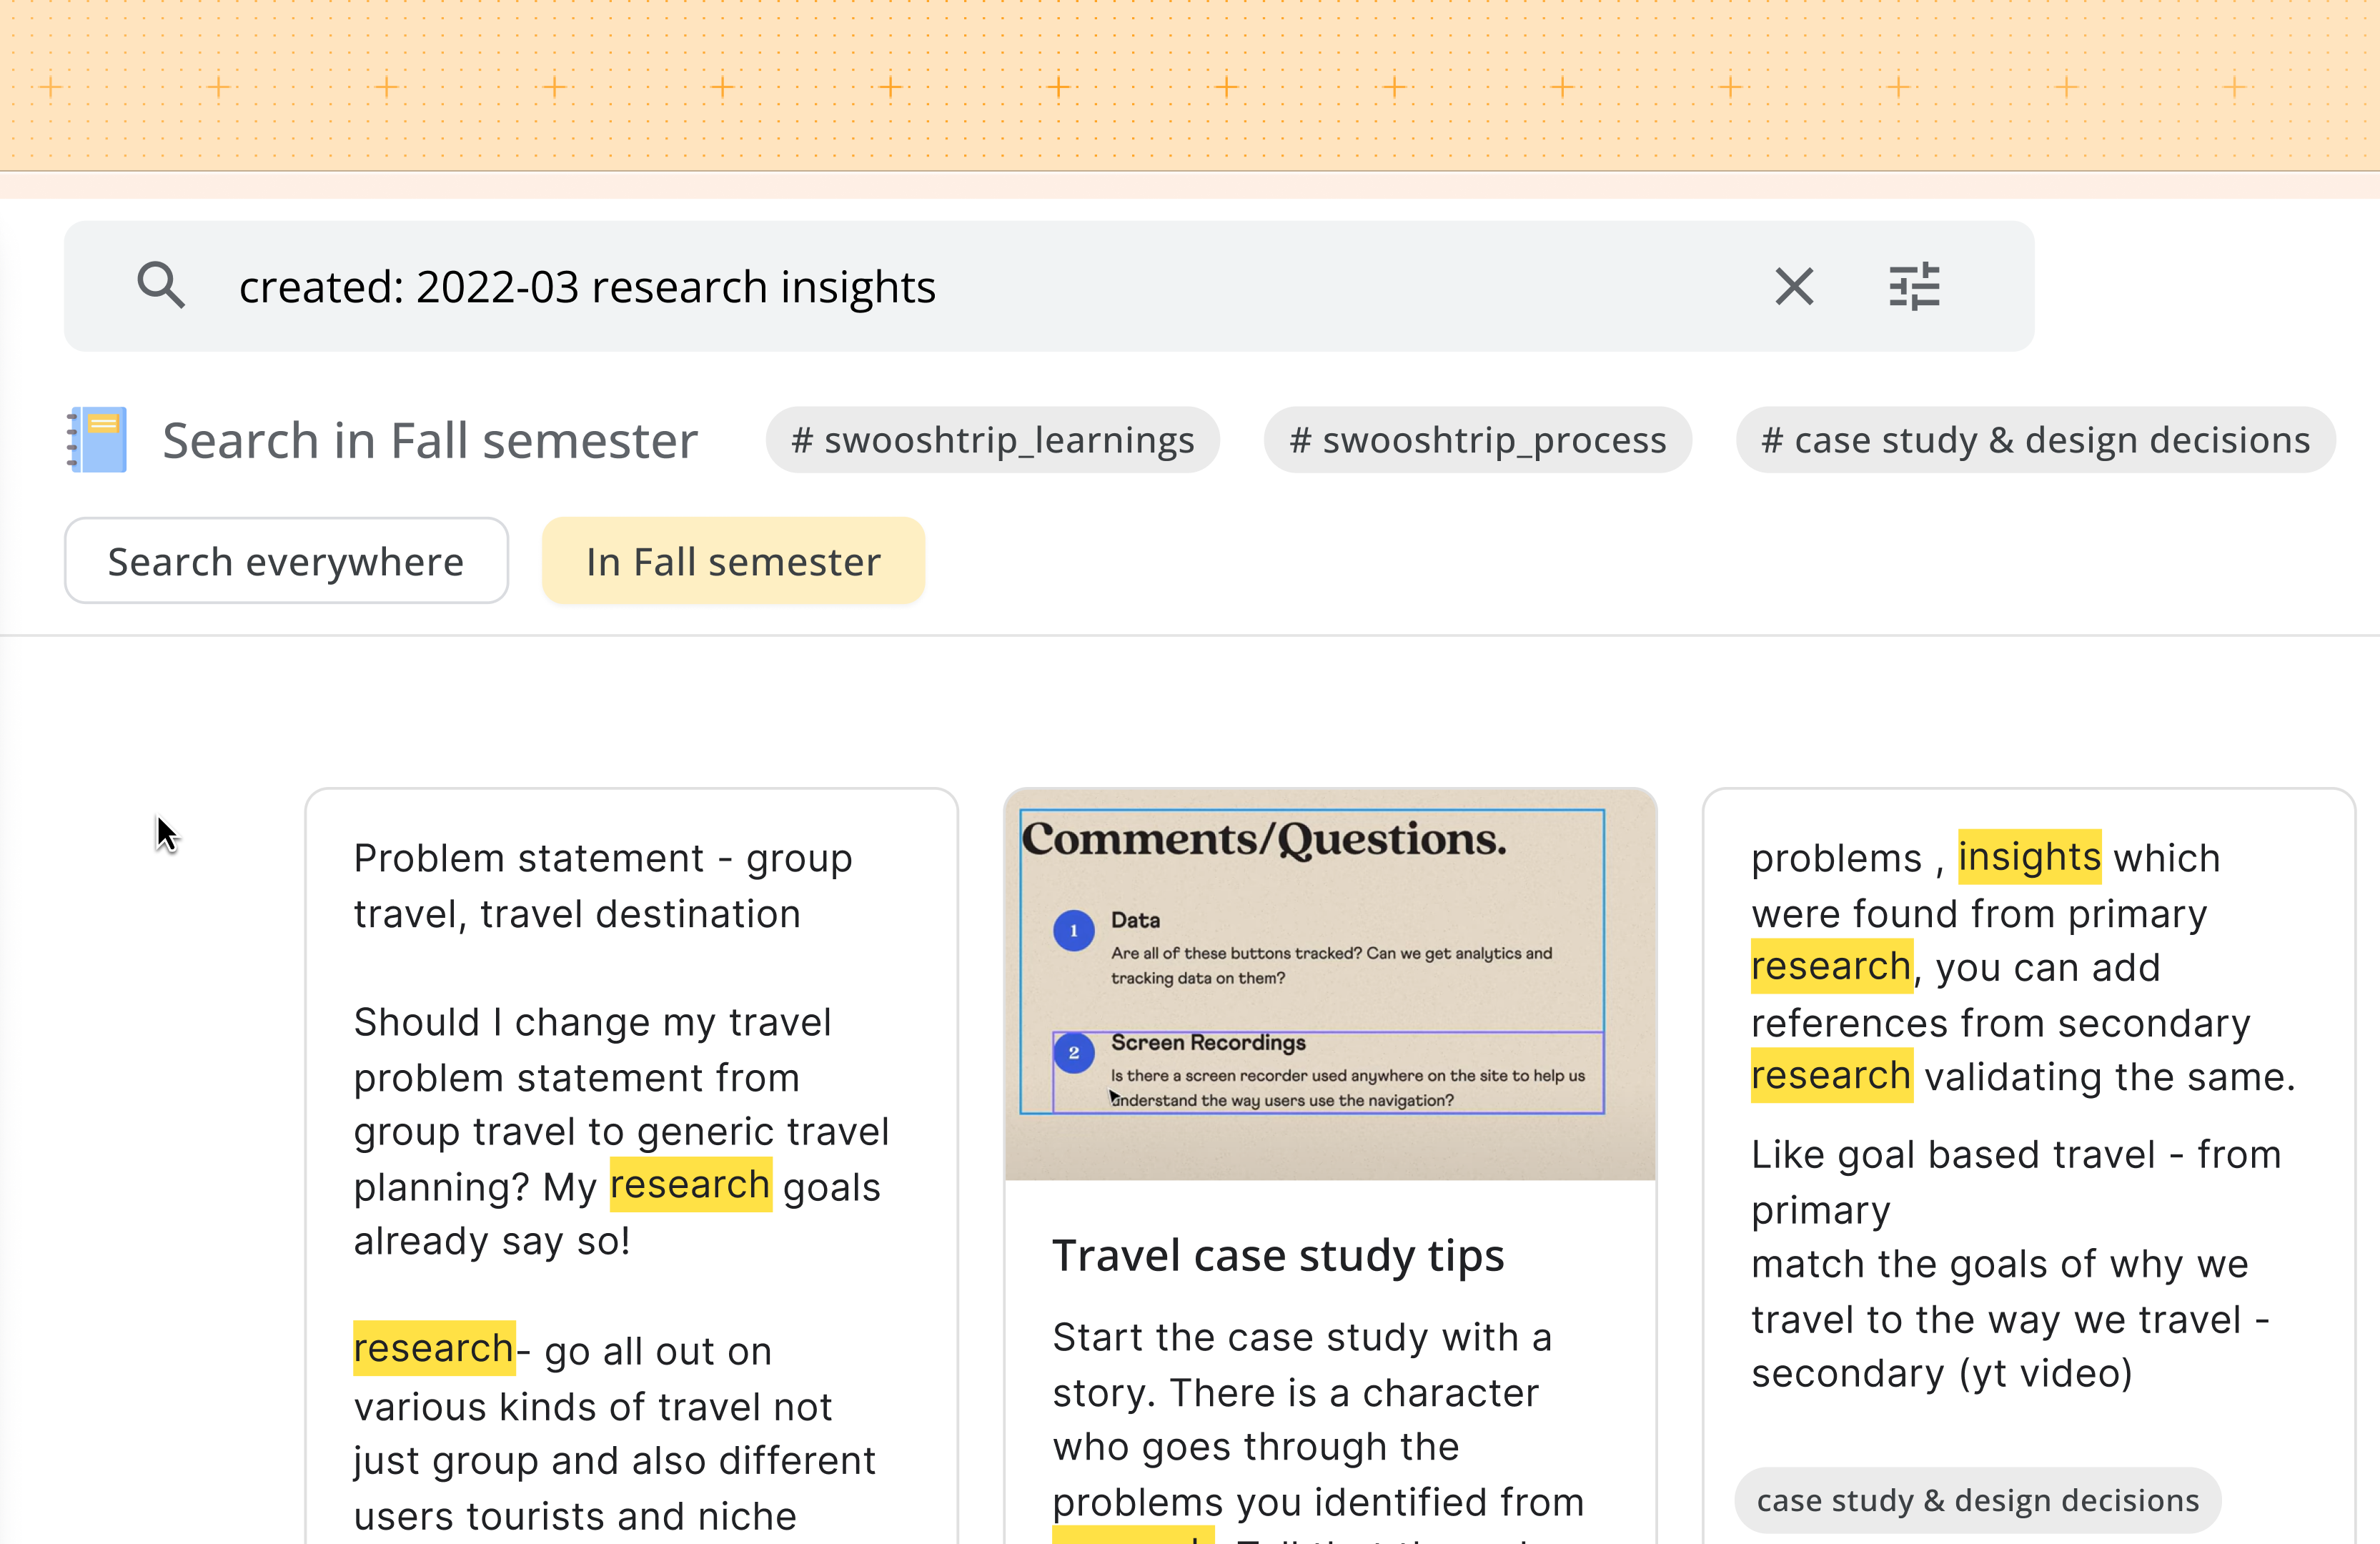 created: 2022-03 research insights
Search in Fall semester
# swooshtrip_learnings
# swooshtrip_process
# case study & design decisions
Search everywhere
In Fall semester
Problem statement - group
travel, travel destination
Should I change my travel
problem statement from
group travel to generic travel
planning? My research goals
already say so!
research- go all out on
various kinds of travel not
just group and also different
users tourists and niche
Comments/Questions.
1
Data
Are all of these buttons tracked? Can we get analytics and
tracking data on them?
2
Screen Recordings
Is there a screen recorder used anywhere on the site to help us
understand the way users use the navigation?
Travel case study tips
Start the case study with a
story. There is a character
who goes through the
problems you identified from
problems , insights which
were found from primary
research, you can add
references from secondary
research validating the same.
Like goal based travel - from
primary
match the goals of why we
travel to the way we travel -
secondary (yt video)
case study & design decisions